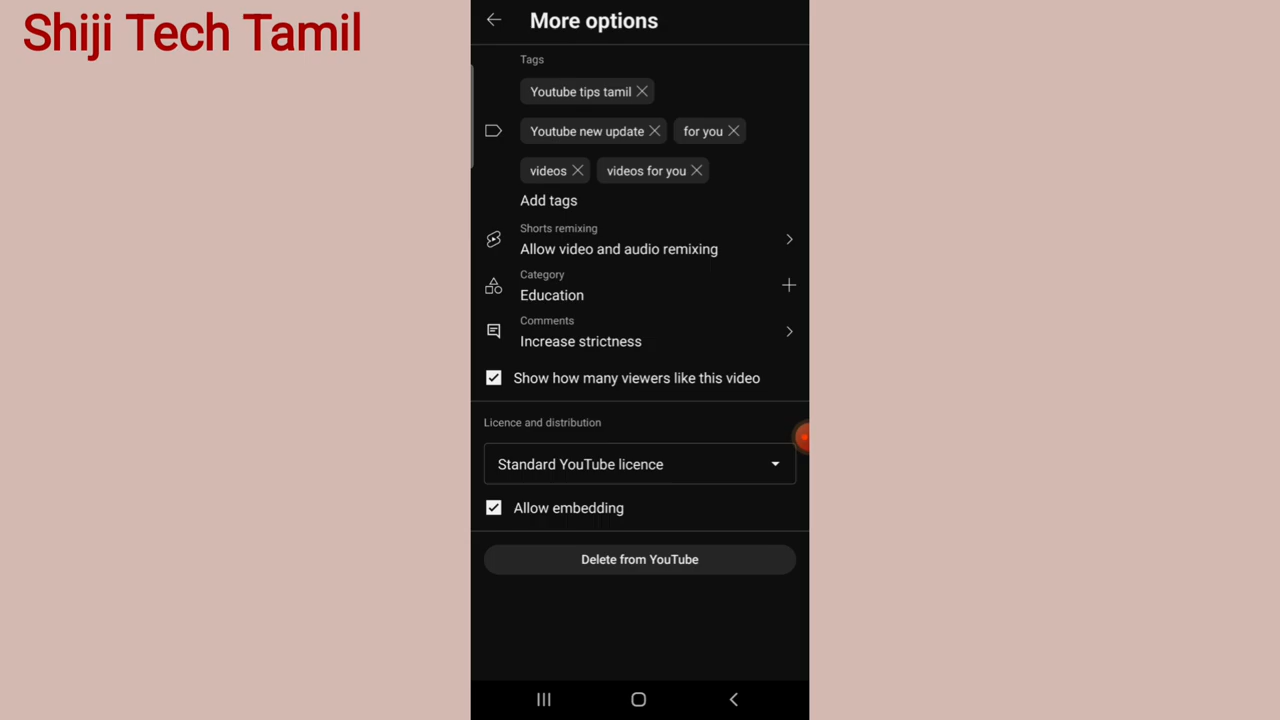 Shiji Tech Tamil
More options
Tags
Youtube tips tamil
Youtube new update for you
videos videos for you
Add tags
Shorts remixing
Allow video and audio remixing
Category
Education
Comments
Increase strictness
Show how many viewers like this video
Licence and distribution
Standard YouTube licence
Allow embedding
Delete from YouTube